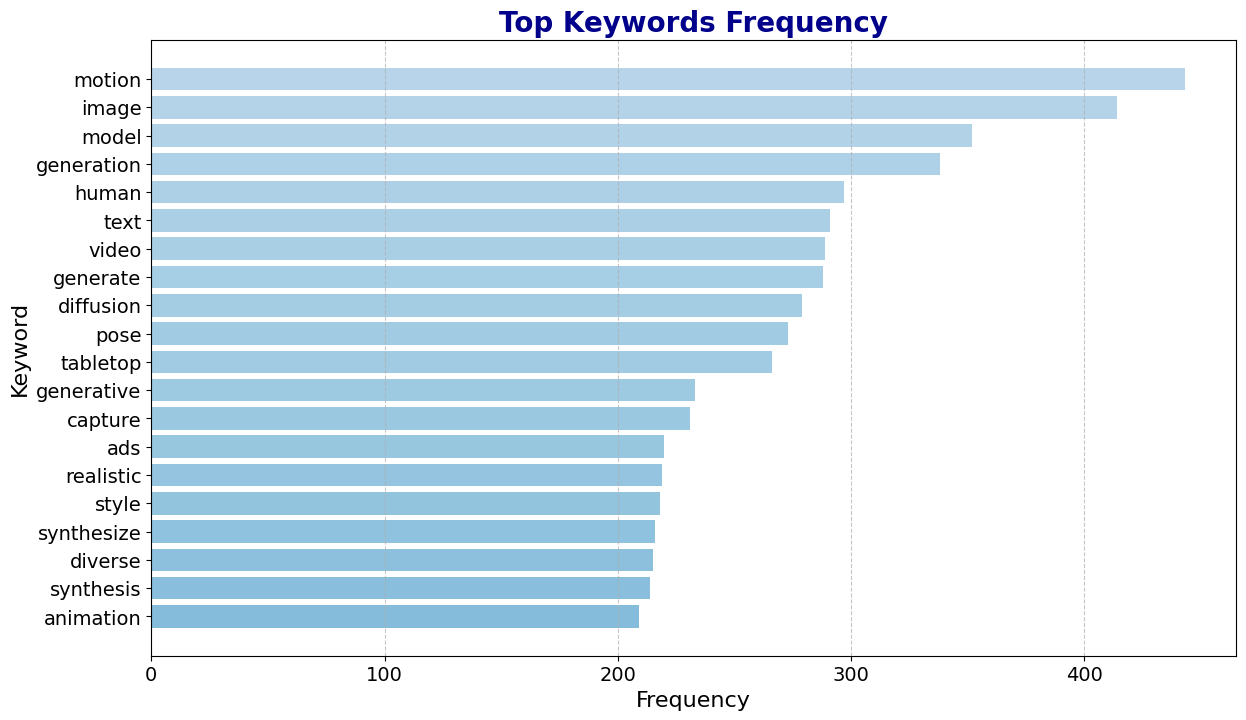 Top Keywords Frequency
Keyword
motion
image
model
generation
human
text
video
generate
diffusion
pose
tabletop
generative
capture
ads
realistic
style
synthesize
diverse
synthesis
animation
0 100 200 300 400
Frequency